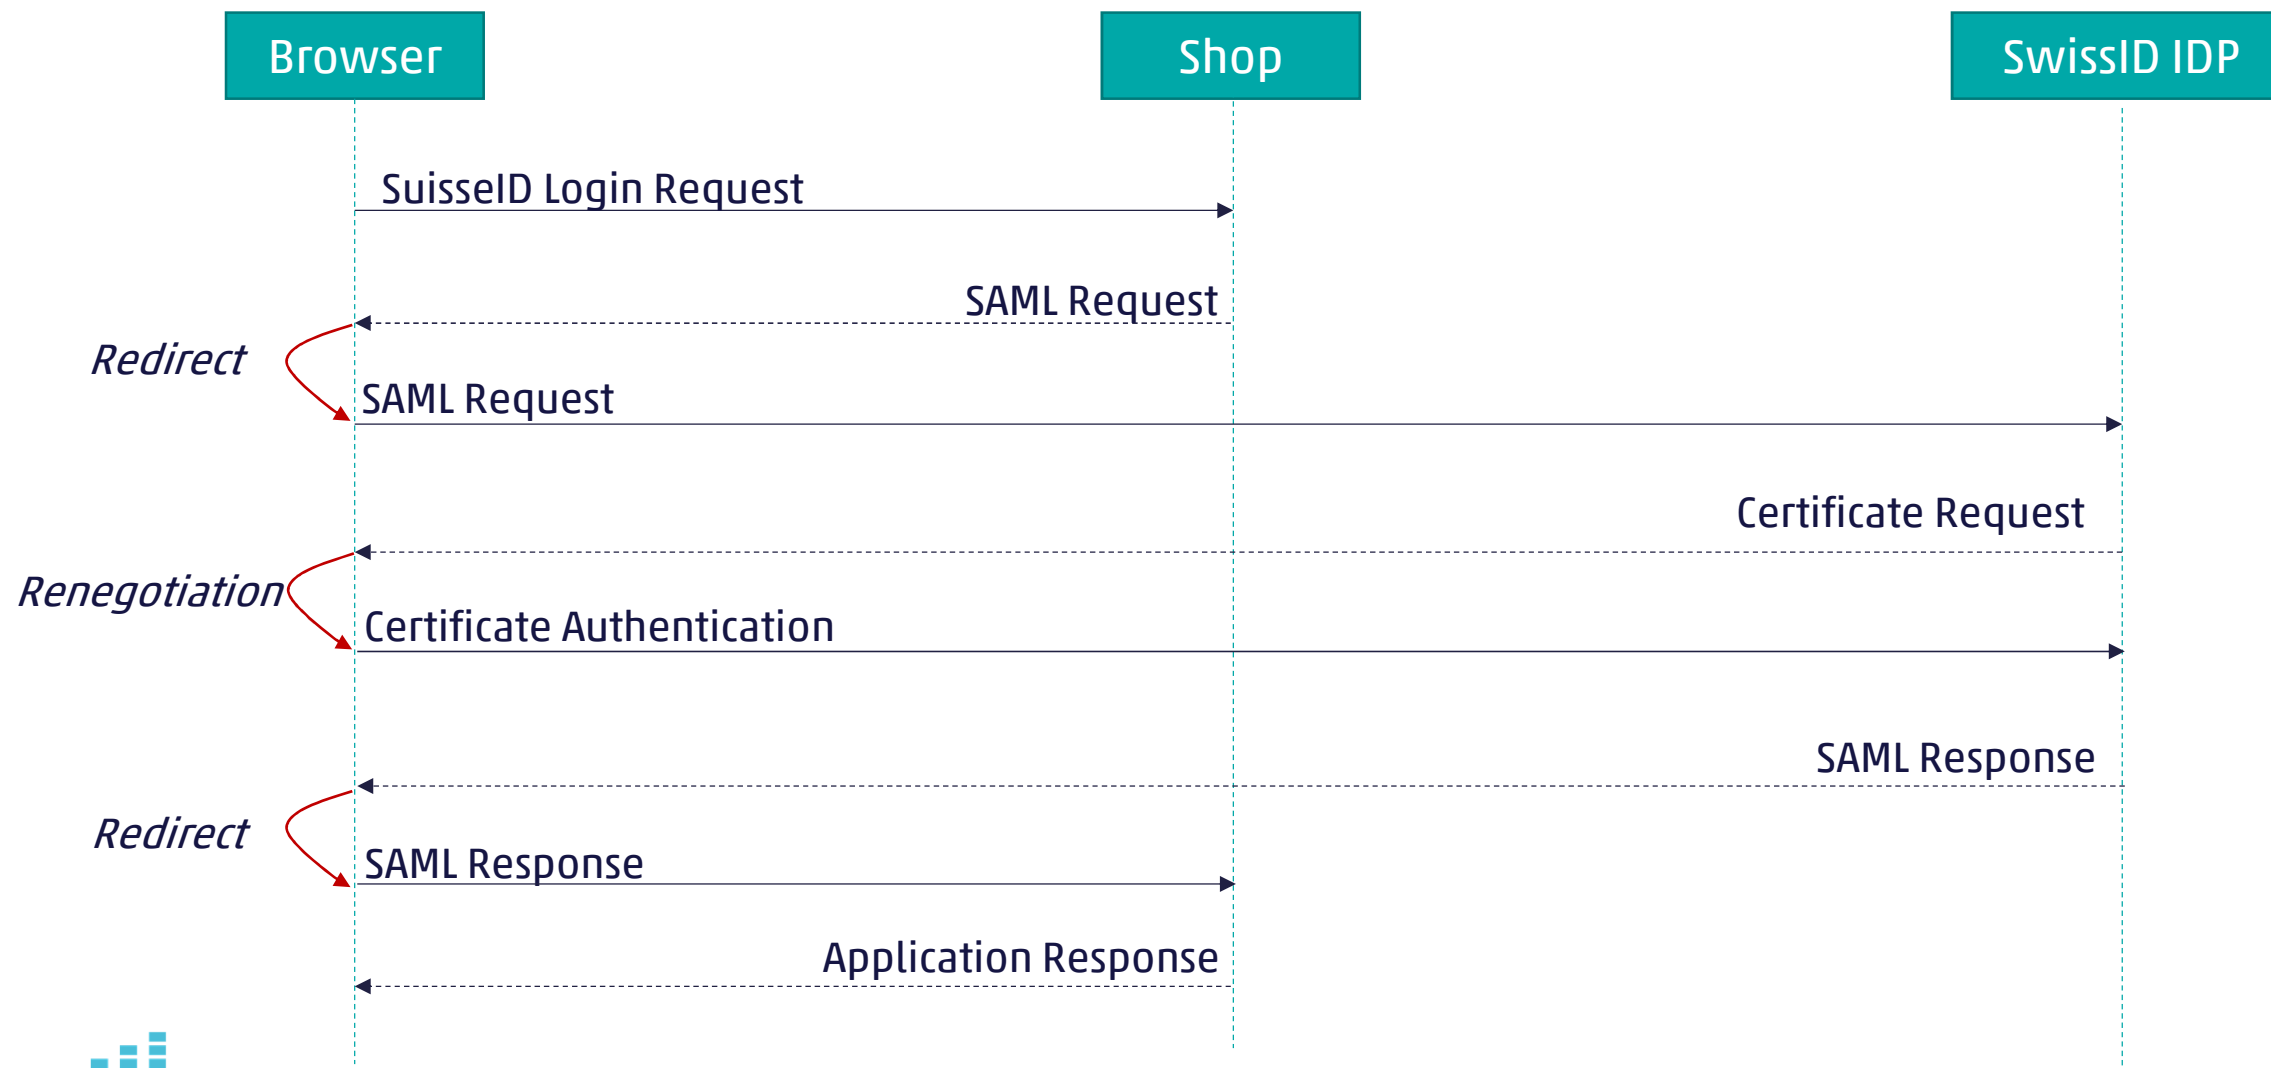 Browser
Shop
SwissID IDP
SuisseID Login Request
SAML Request
Redirect
SAML Request
Certificate Request
Renegotiation
Certificate Authentication
SAML Response
Redirect
SAML Response
Application Response